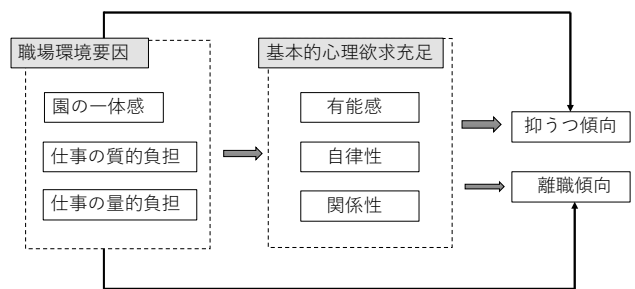 職場環境要因
園の一体感
仕事の質的負担
仕事の量的負担
基本的心理欲求充足
有能感
自律性
関係性
抑うつ傾向
離職傾向